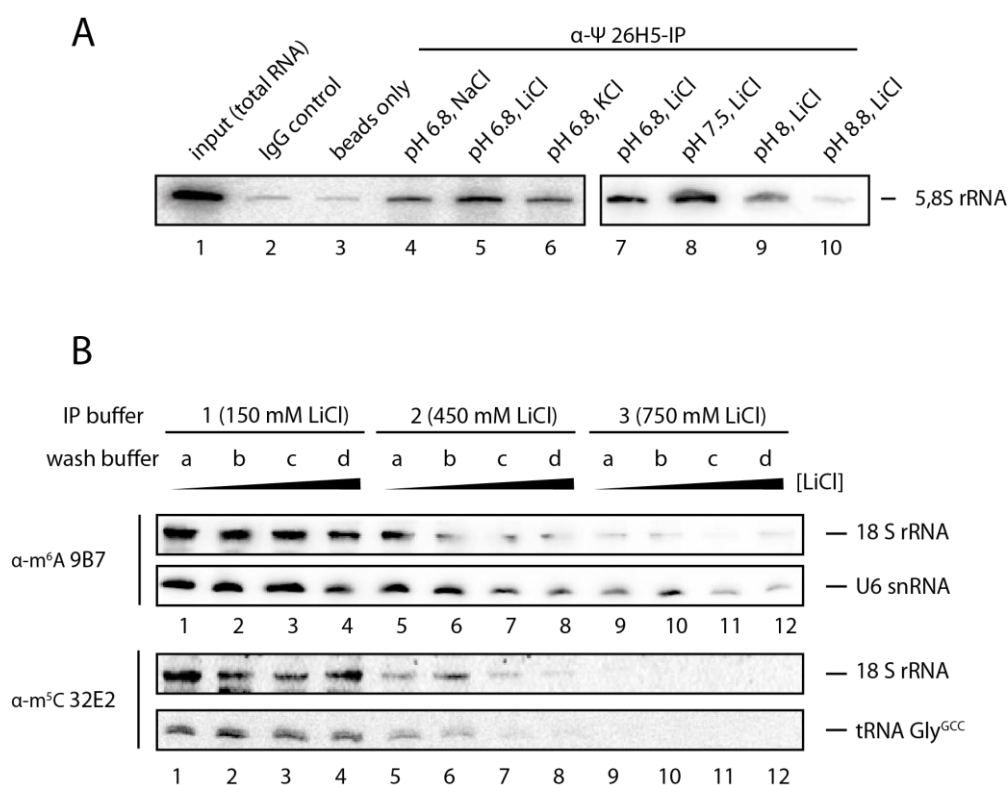 A
α-Ψ 26H5-IP
input (total RNA)
IgG control
beads only
pH 6.8, NaCl
pH 6.8, LiCl
pH 6.8, KCl
pH 6.8, LiCl
pH 7.5, LiCl
pH 8, LiCl
pH 8.8, LiCl
5,8S rRNA
1 2 3 4 5 6 7 8 9 10
B
IP buffer 1 (150 mM LiCl) 2 (450 mM LiCl) 3 (750 mM LiCl)
wash buffer a b c d a b c d a b c d
[LiCl]
18 S rRNA
α-m⁶A 9B7
U6 snRNA
1 2 3 4 5 6 7 8 9 10 11 12
18 S rRNA
α-m⁵C 32E2
tRNA Glyᴳᶜᶜ
1 2 3 4 5 6 7 8 9 10 11 12